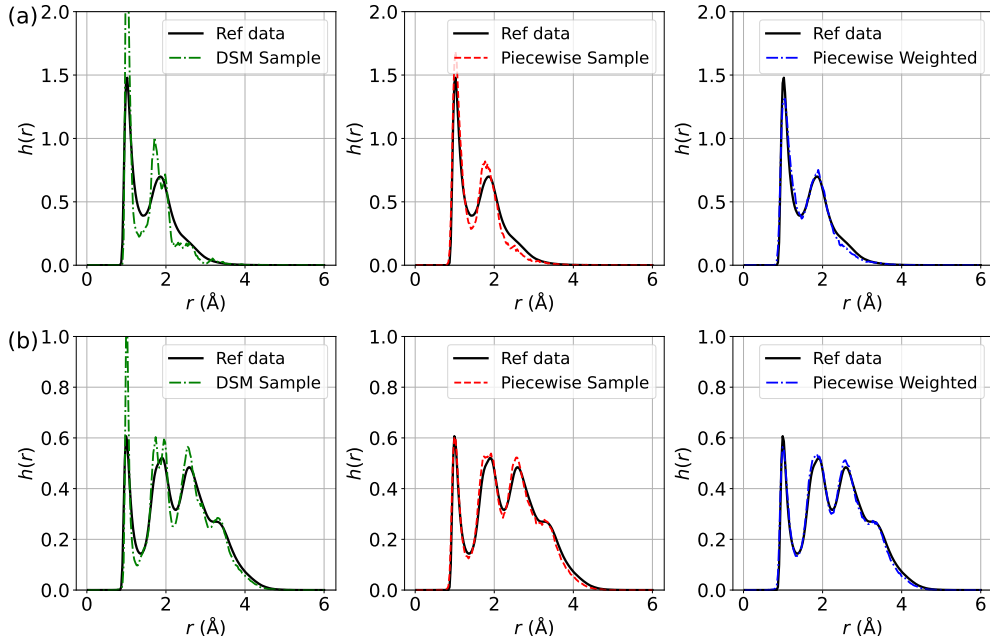 (a)
2.0
1.5
1.0
0.5
0.0
h(r)
0 2 4 6
r (Å)
Ref data
DSM Sample
2.0
1.5
1.0
0.5
0.0
h(r)
0 2 4 6
r (Å)
Ref data
Piecewise Sample
2.0
1.5
1.0
0.5
0.0
h(r)
0 2 4 6
r (Å)
Ref data
Piecewise Weighted
(b)
1.0
0.8
0.6
0.4
0.2
0.0
h(r)
0 2 4 6
r (Å)
Ref data
DSM Sample
1.0
0.8
0.6
0.4
0.2
0.0
h(r)
0 2 4 6
r (Å)
Ref data
Piecewise Sample
1.0
0.8
0.6
0.4
0.2
0.0
h(r)
0 2 4 6
r (Å)
Ref data
Piecewise Weighted